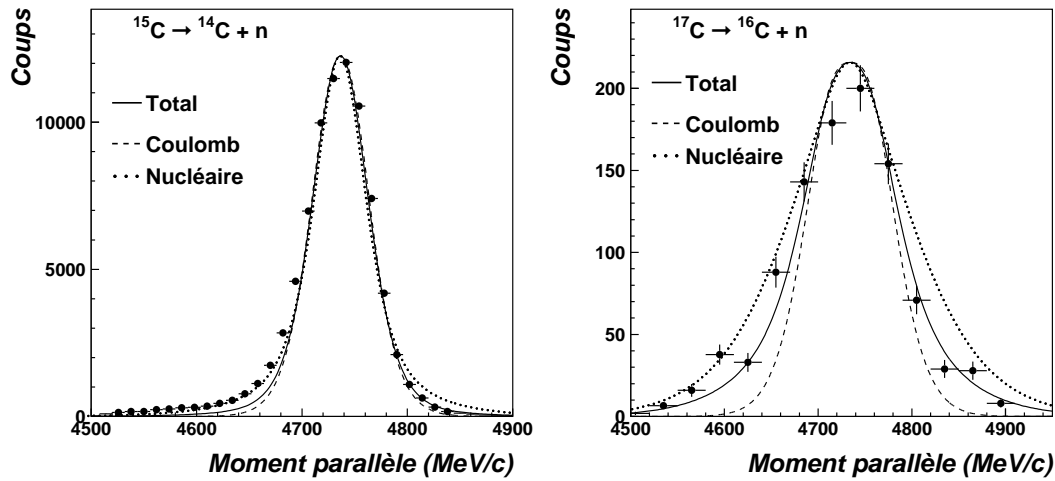 Coups
¹⁵C → ¹⁴C + n
Total
Coulomb
Nucléaire
10000
5000
0
4500 4600 4700 4800 4900
Moment parallèle (MeV/c)
Coups
¹⁷C → ¹⁶C + n
Total
Coulomb
Nucléaire
200
150
100
50
0
4500 4600 4700 4800 4900
Moment parallèle (MeV/c)